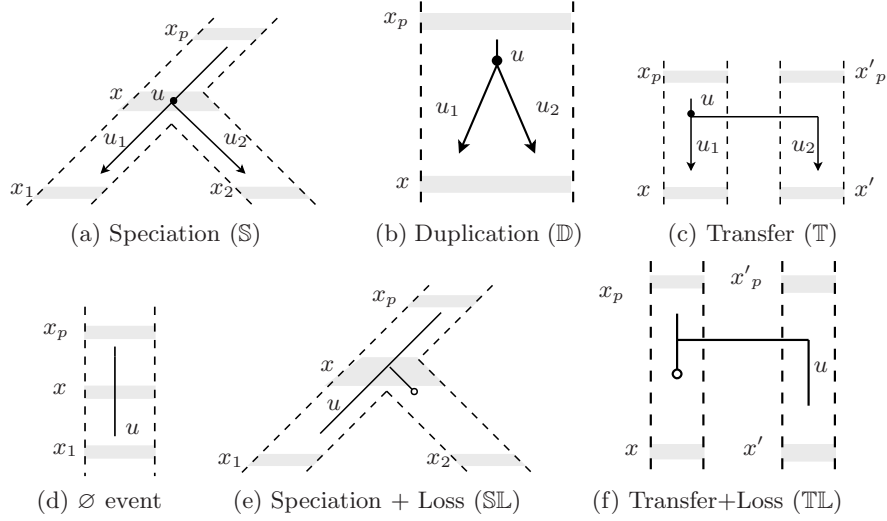 x_p
x
u
u_1
u_2
x_1
x_2
(a) Speciation (𝕊)
x_p
u
u_1
u_2
x
(b) Duplication (𝔻)
x_p
x'_p
u
u_1
u_2
x
x'
(c) Transfer (𝕋)
x_p
x
u
x_1
(d) ∅ event
x_p
x
u
x_1
x_2
(e) Speciation + Loss (𝕊𝕃)
x_p
x'_p
u
x
x'
(f) Transfer+Loss (𝕋𝕃)